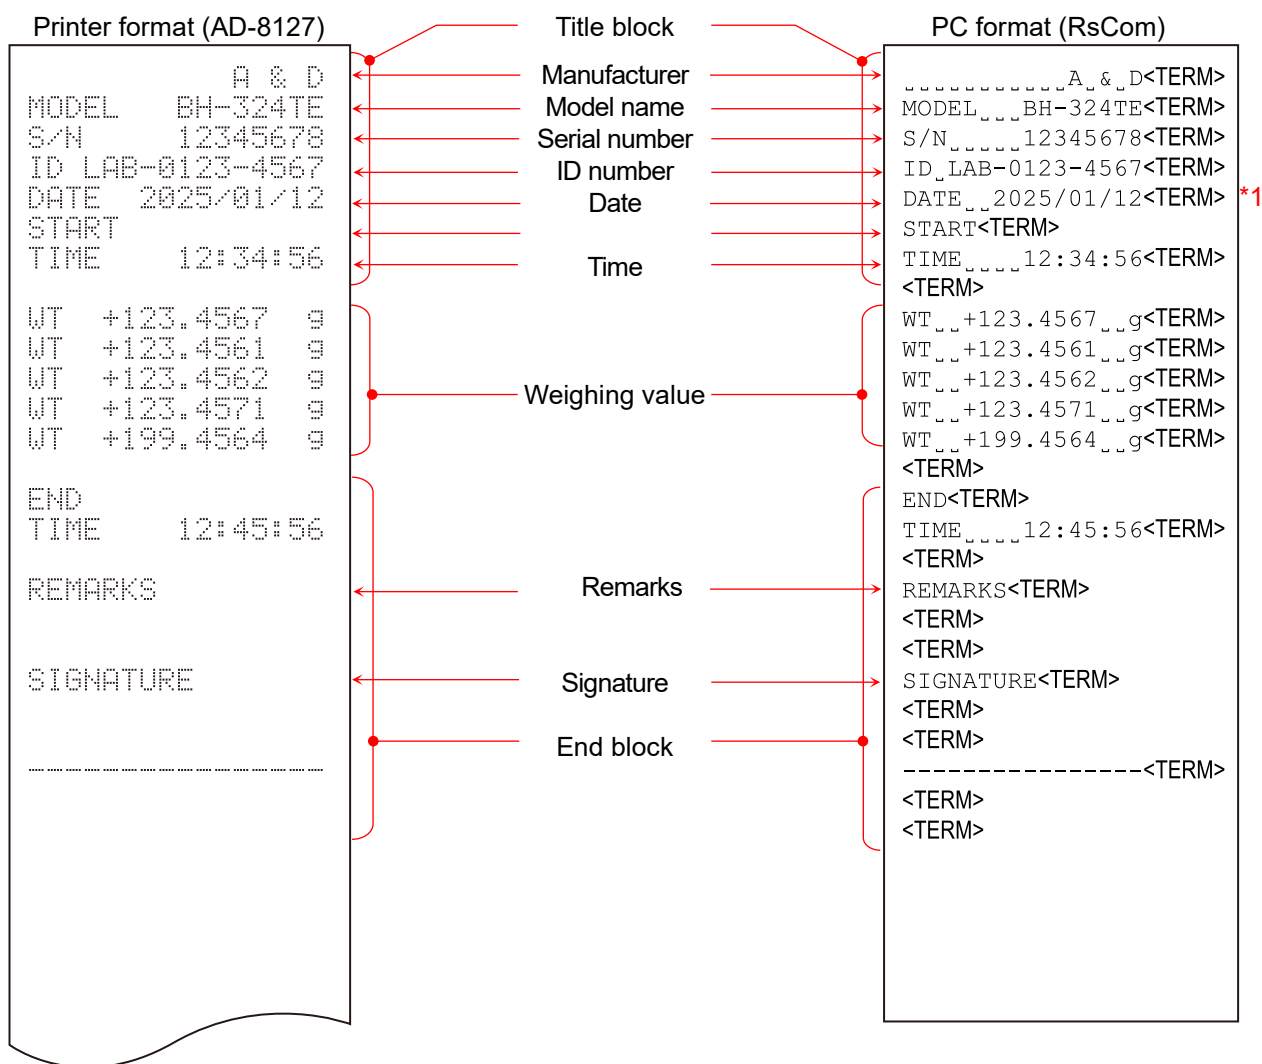 Printer format (AD-8127)
A & D
MODEL BH-324TE
S/N 12345678
ID LAB-0123-4567
DATE 2025/01/12
START
TIME 12:34:56
WT +123.4567 g
WT +123.4561 g
WT +123.4562 g
WT +123.4571 g
WT +199.4564 g
END
TIME 12:45:56
REMARKS
SIGNATURE
----------------
Title block
Manufacturer
Model name
Serial number
ID number
Date
Time
Weighing value
Remarks
Signature
End block
PC format (RsCom)
␣␣␣␣␣␣␣␣␣␣␣A␣&␣D<TERM>
MODEL␣␣␣BH-324TE<TERM>
S/N␣␣␣␣␣12345678<TERM>
ID␣LAB-0123-4567<TERM>
DATE␣␣2025/01/12<TERM> *1
START<TERM>
TIME␣␣␣␣12:34:56<TERM>
<TERM>
WT␣␣+123.4567␣␣g<TERM>
WT␣␣+123.4561␣␣g<TERM>
WT␣␣+123.4562␣␣g<TERM>
WT␣␣+123.4571␣␣g<TERM>
WT␣␣+199.4564␣␣g<TERM>
<TERM>
END<TERM>
TIME␣␣␣␣12:45:56<TERM>
<TERM>
REMARKS<TERM>
<TERM>
<TERM>
SIGNATURE<TERM>
<TERM>
<TERM>
----------------<TERM>
<TERM>
<TERM>